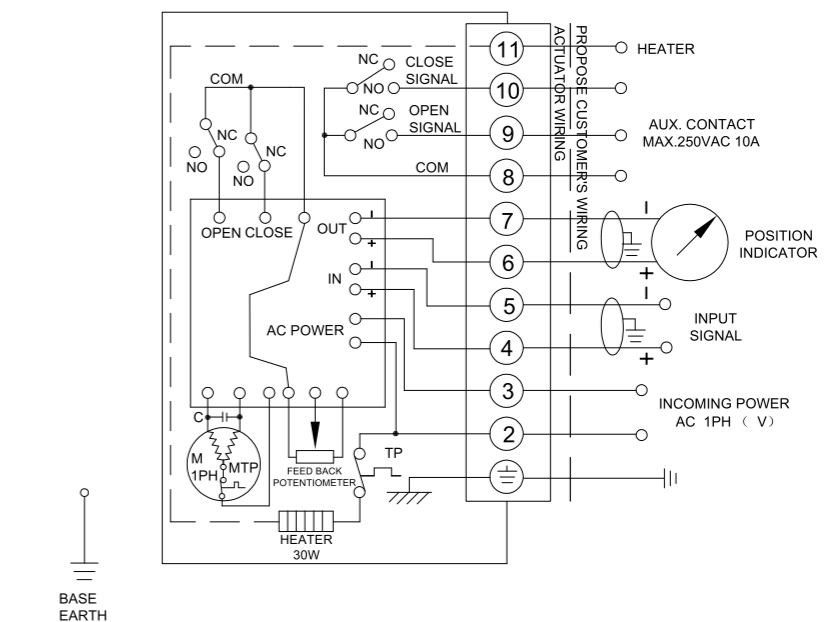 11
HEATER
NC
CLOSE
SIGNAL
NO
10
COM
NC
OPEN
SIGNAL
NO
9
AUX. CONTACT
MAX.250VAC 10A
NC
NO
NC
NO
COM
8
ACTUATOR WIRING
PROPOSE CUSTOMER'S WIRING
OPEN
CLOSE
OUT
-
+
7
6
-
+
POSITION
INDICATOR
IN
-
+
5
4
-
+
INPUT
SIGNAL
AC POWER
3
INCOMING POWER
AC 1PH ( V)
2
C
M
1PH
MTP
FEED BACK
POTENTIOMETER
TP
HEATER
30W
BASE
EARTH